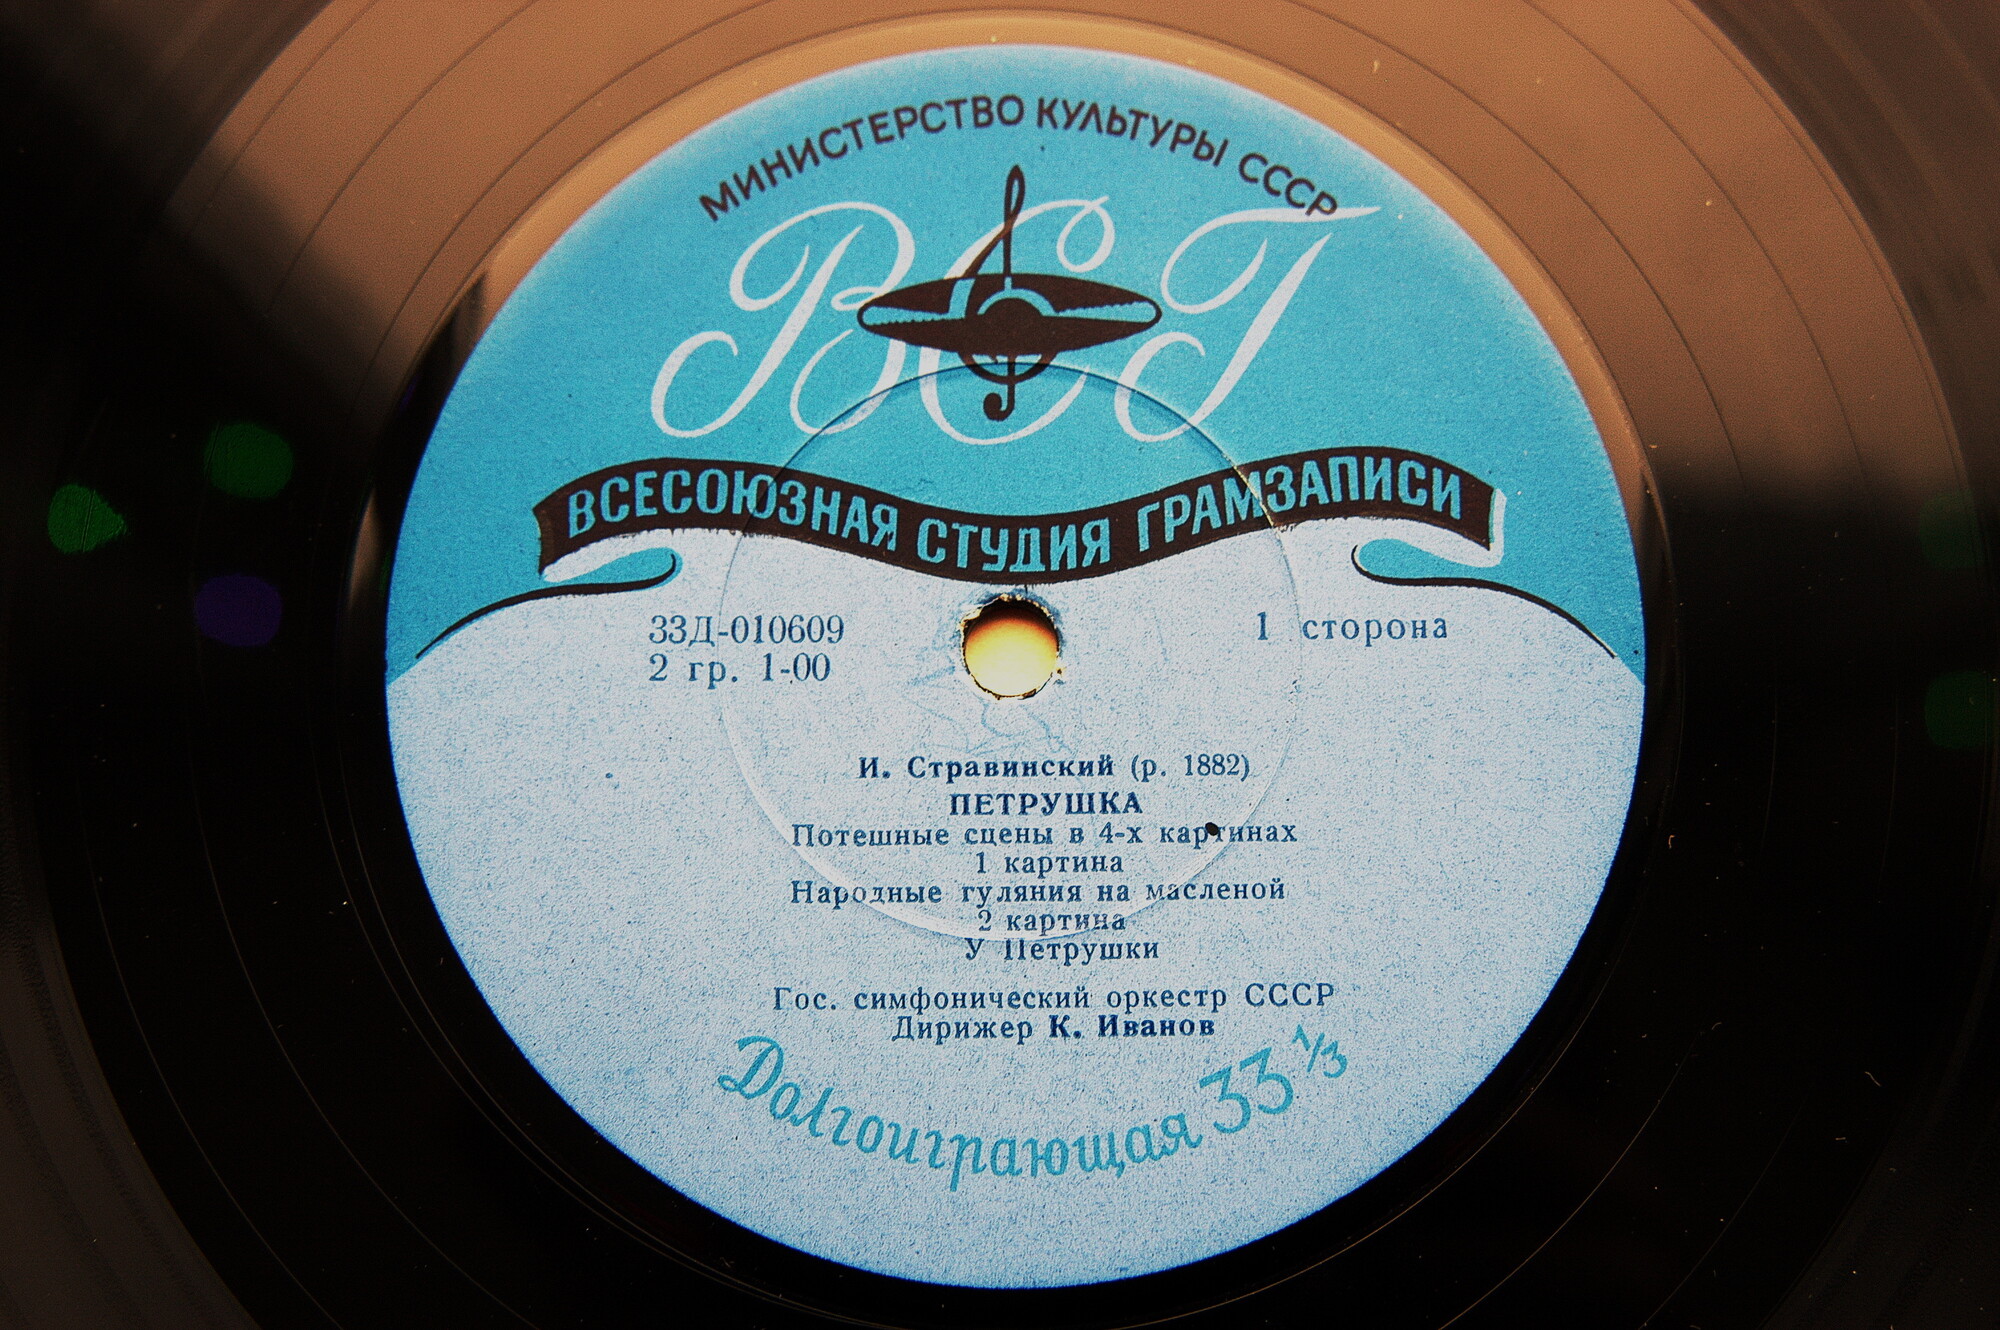 МИНИСТЕРСТВО КУЛЬТУРЫ СССР
ВСГ
ВСЕСОЮЗНАЯ СТУДИЯ ГРАМЗАПИСИ
33Д-010609
1 сторона
2 гр. 1-00
И. Стравинский (р. 1882)
ПЕТРУШКА
Потешные сцены в 4-х картинах
1 картина
Народные гуляния на масленой
2 картина
У Петрушки
Гос. симфонический оркестр СССР
Дирижер К. Иванов
Долгоиграющая 33 1/3